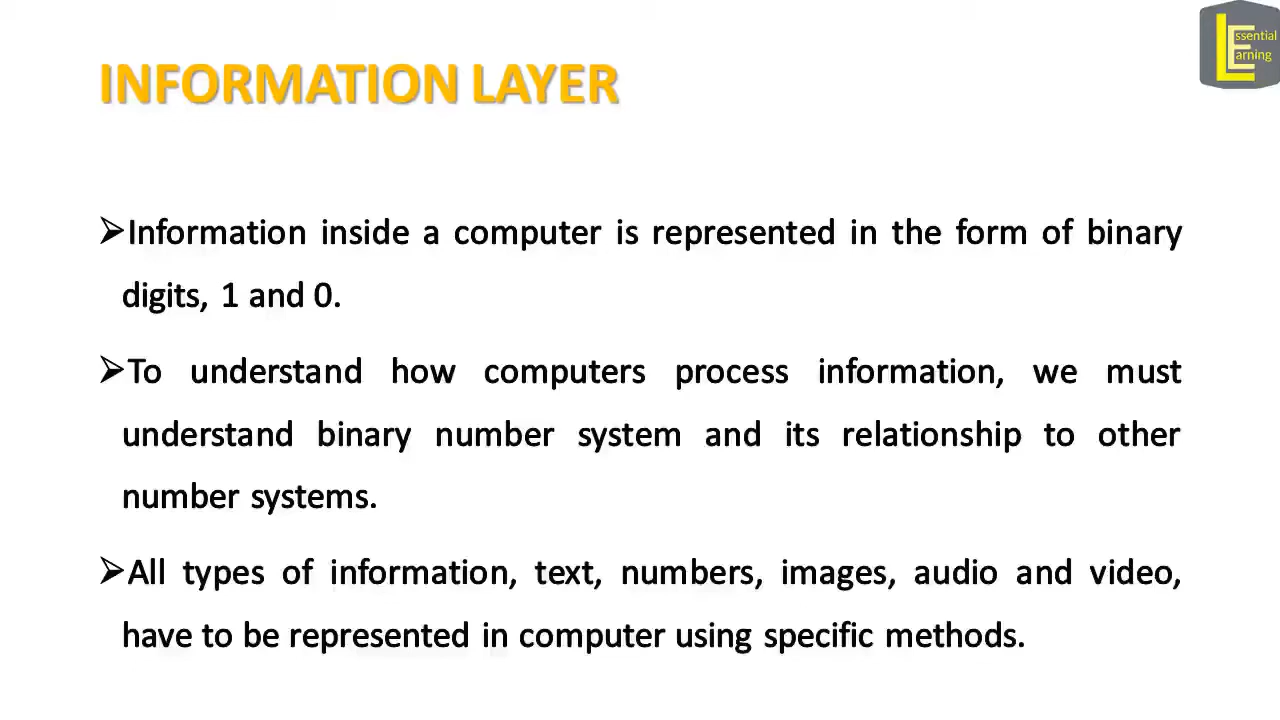 INFORMATION LAYER
Essential
Learning
➢Information inside a computer is represented in the form of binary
digits, 1 and 0.
➢To understand how computers process information, we must
understand binary number system and its relationship to other
number systems.
➢All types of information, text, numbers, images, audio and video,
have to be represented in computer using specific methods.